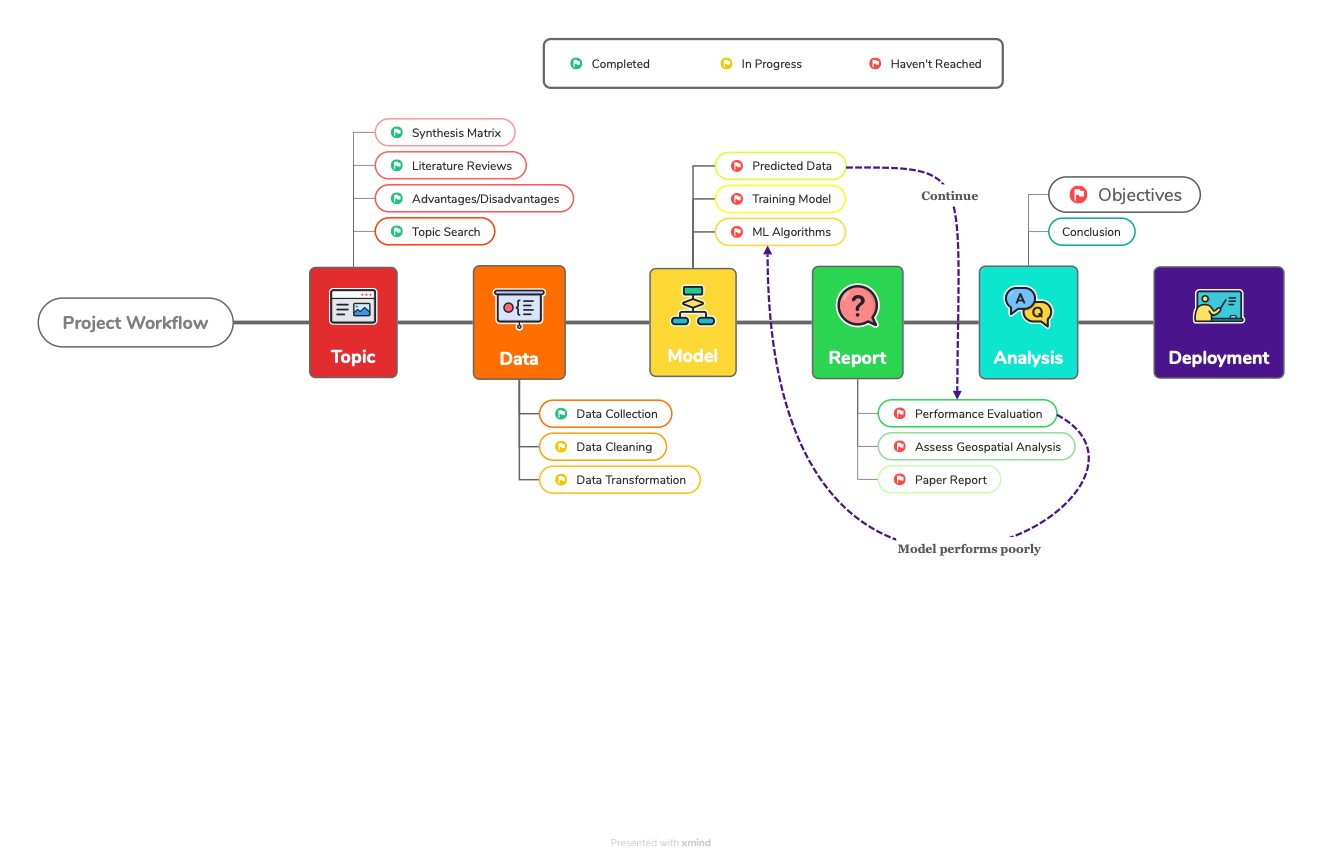 Completed
In Progress
Haven't Reached
Synthesis Matrix
Literature Reviews
Advantages/Disadvantages
Topic Search
Predicted Data
Training Model
ML Algorithms
Continue
Objectives
Conclusion
Project Workflow
Topic
Data
Model
?
Report
A
Q
Analysis
Deployment
Data Collection
Data Cleaning
Data Transformation
Performance Evaluation
Assess Geospatial Analysis
Paper Report
Model performs poorly
Presented with xmind